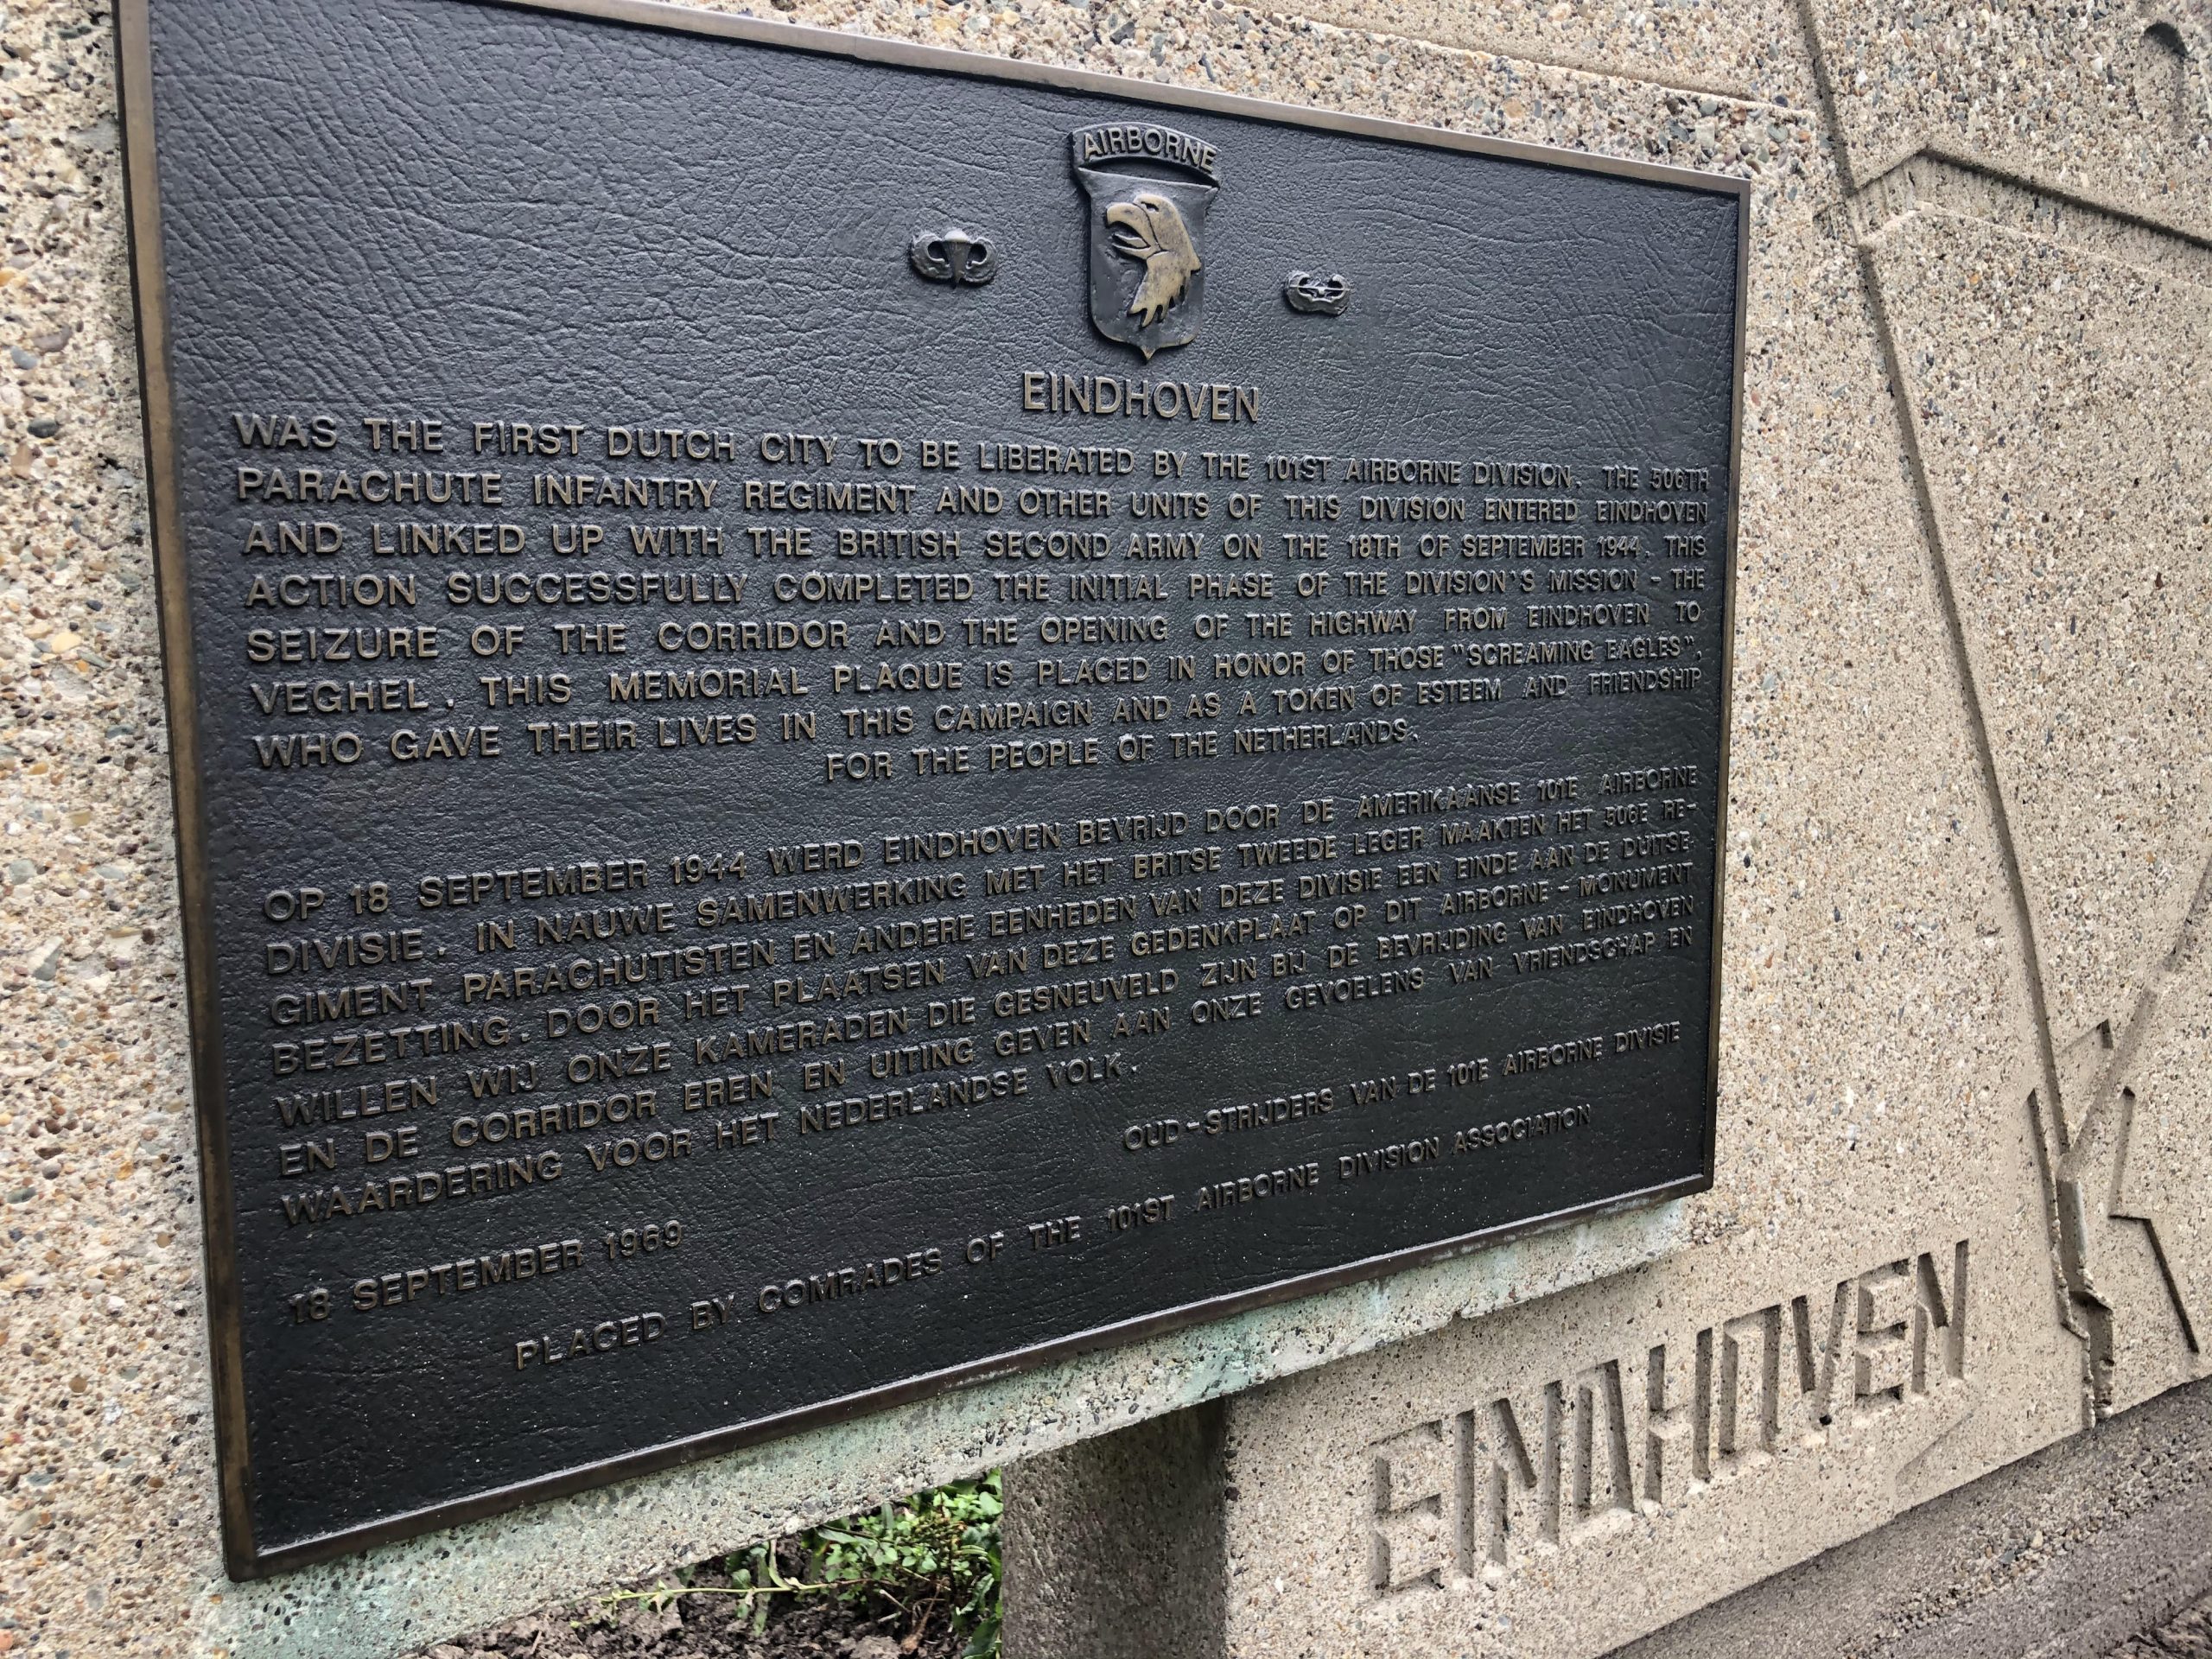 AIRBORNE
EINDHOVEN
WAS THE FIRST DUTCH CITY TO BE LIBERATED BY THE 101ST AIRBORNE DIVISION. THE 506TH
PARACHUTE INFANTRY REGIMENT AND OTHER UNITS OF THIS DIVISION ENTERED EINDHOVEN
AND LINKED UP WITH THE BRITISH SECOND ARMY ON THE 18TH OF SEPTEMBER 1944. THIS
ACTION SUCCESSFULLY COMPLETED THE INITIAL PHASE OF THE DIVISION'S MISSION - THE
SEIZURE OF THE CORRIDOR AND THE OPENING OF THE HIGHWAY FROM EINDHOVEN TO
VEGHEL. THIS MEMORIAL PLAQUE IS PLACED IN HONOR OF THOSE "SCREAMING EAGLES",
WHO GAVE THEIR LIVES IN THIS CAMPAIGN AND AS A TOKEN OF ESTEEM AND FRIENDSHIP
FOR THE PEOPLE OF THE NETHERLANDS.
OP 18 SEPTEMBER 1944 WERD EINDHOVEN BEVRIJD DOOR DE AMERIKAANSE 101E AIRBORNE
DIVISIE. IN NAUWE SAMENWERKING MET HET BRITSE TWEEDE LEGER MAAKTEN HET 506E RE-
GIMENT PARACHUTISTEN EN ANDERE EENHEDEN VAN DEZE DIVISIE EEN EINDE AAN DE DUITSE
BEZETTING. DOOR HET PLAATSEN VAN DEZE GEDENKPLAAT OP DIT AIRBORNE - MONUMENT
WILLEN WIJ ONZE KAMERADEN DIE GESNEUVELD ZIJN BIJ DE BEVRIJDING VAN EINDHOVEN
EN DE CORRIDOR EREN EN UITING GEVEN AAN ONZE GEVOELENS VAN VRIENDSCHAP EN
WAARDERING VOOR HET NEDERLANDSE VOLK.
OUD-STRIJDERS VAN DE 101E AIRBORNE DIVISIE
18 SEPTEMBER 1969
PLACED BY COMRADES OF THE 101ST AIRBORNE DIVISION ASSOCIATION
EINDHOVEN